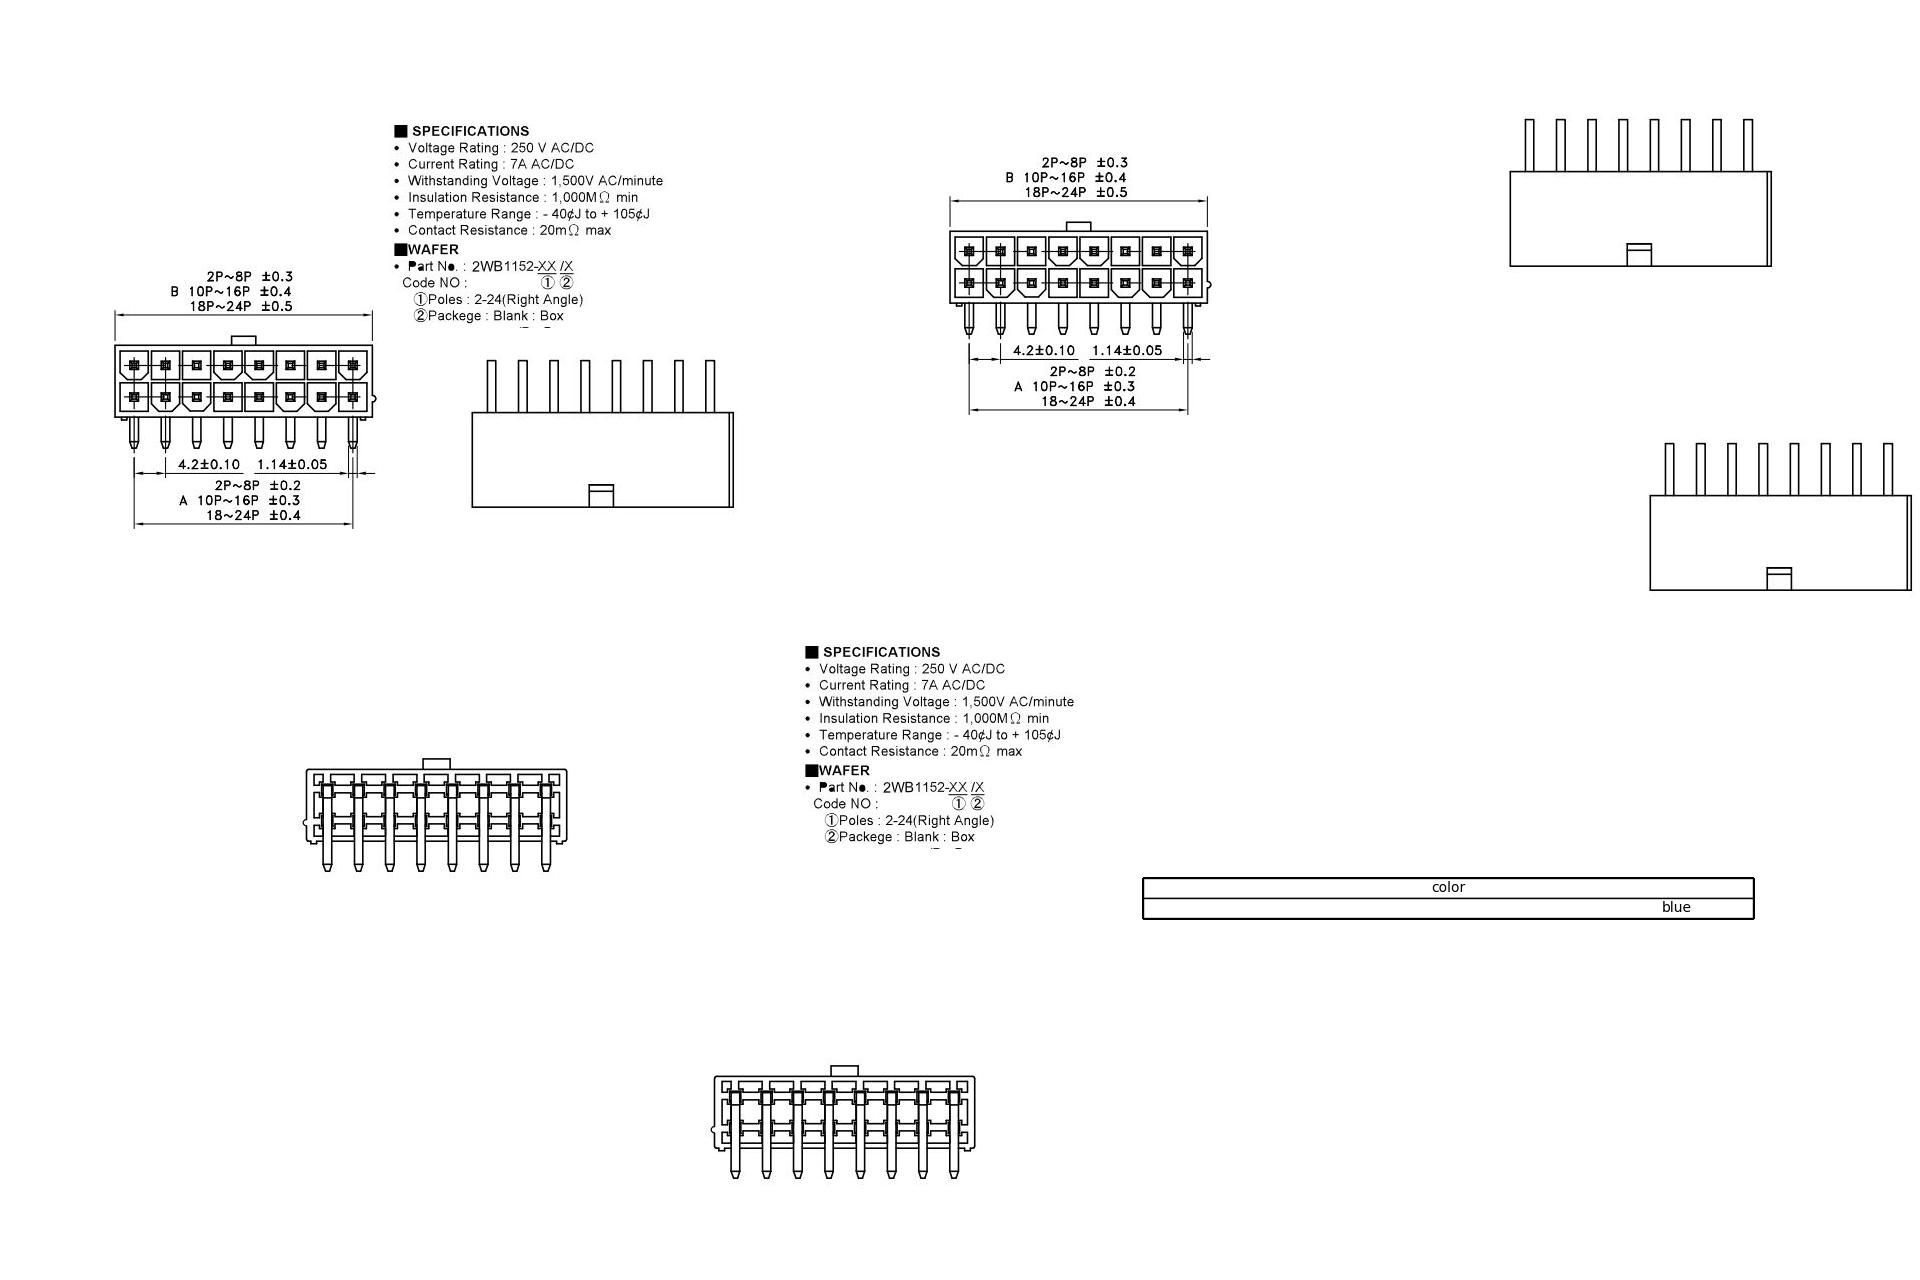 ■ SPECIFICATIONS
• Voltage Rating : 250 V AC/DC
• Current Rating : 7A AC/DC
• Withstanding Voltage : 1,500V AC/minute
• Insulation Resistance : 1,000MΩ min
• Temperature Range : - 40¢J to + 105¢J
• Contact Resistance : 20mΩ max
■WAFER
• Part No. : 2WB1152-XX /X
Code NO : ① ②
①Poles : 2-24(Right Angle)
②Packege : Blank : Box
2P~8P ±0.3
B 10P~16P ±0.4
18P~24P ±0.5
4.2±0.10 1.14±0.05
2P~8P ±0.2
A 10P~16P ±0.3
18~24P ±0.4
2P~8P ±0.3
B 10P~16P ±0.4
18P~24P ±0.5
4.2±0.10 1.14±0.05
2P~8P ±0.2
A 10P~16P ±0.3
18~24P ±0.4
■ SPECIFICATIONS
• Voltage Rating : 250 V AC/DC
• Current Rating : 7A AC/DC
• Withstanding Voltage : 1,500V AC/minute
• Insulation Resistance : 1,000MΩ min
• Temperature Range : - 40¢J to + 105¢J
• Contact Resistance : 20mΩ max
■WAFER
• Part No. : 2WB1152-XX /X
Code NO : ① ②
①Poles : 2-24(Right Angle)
②Packege : Blank : Box
color
blue